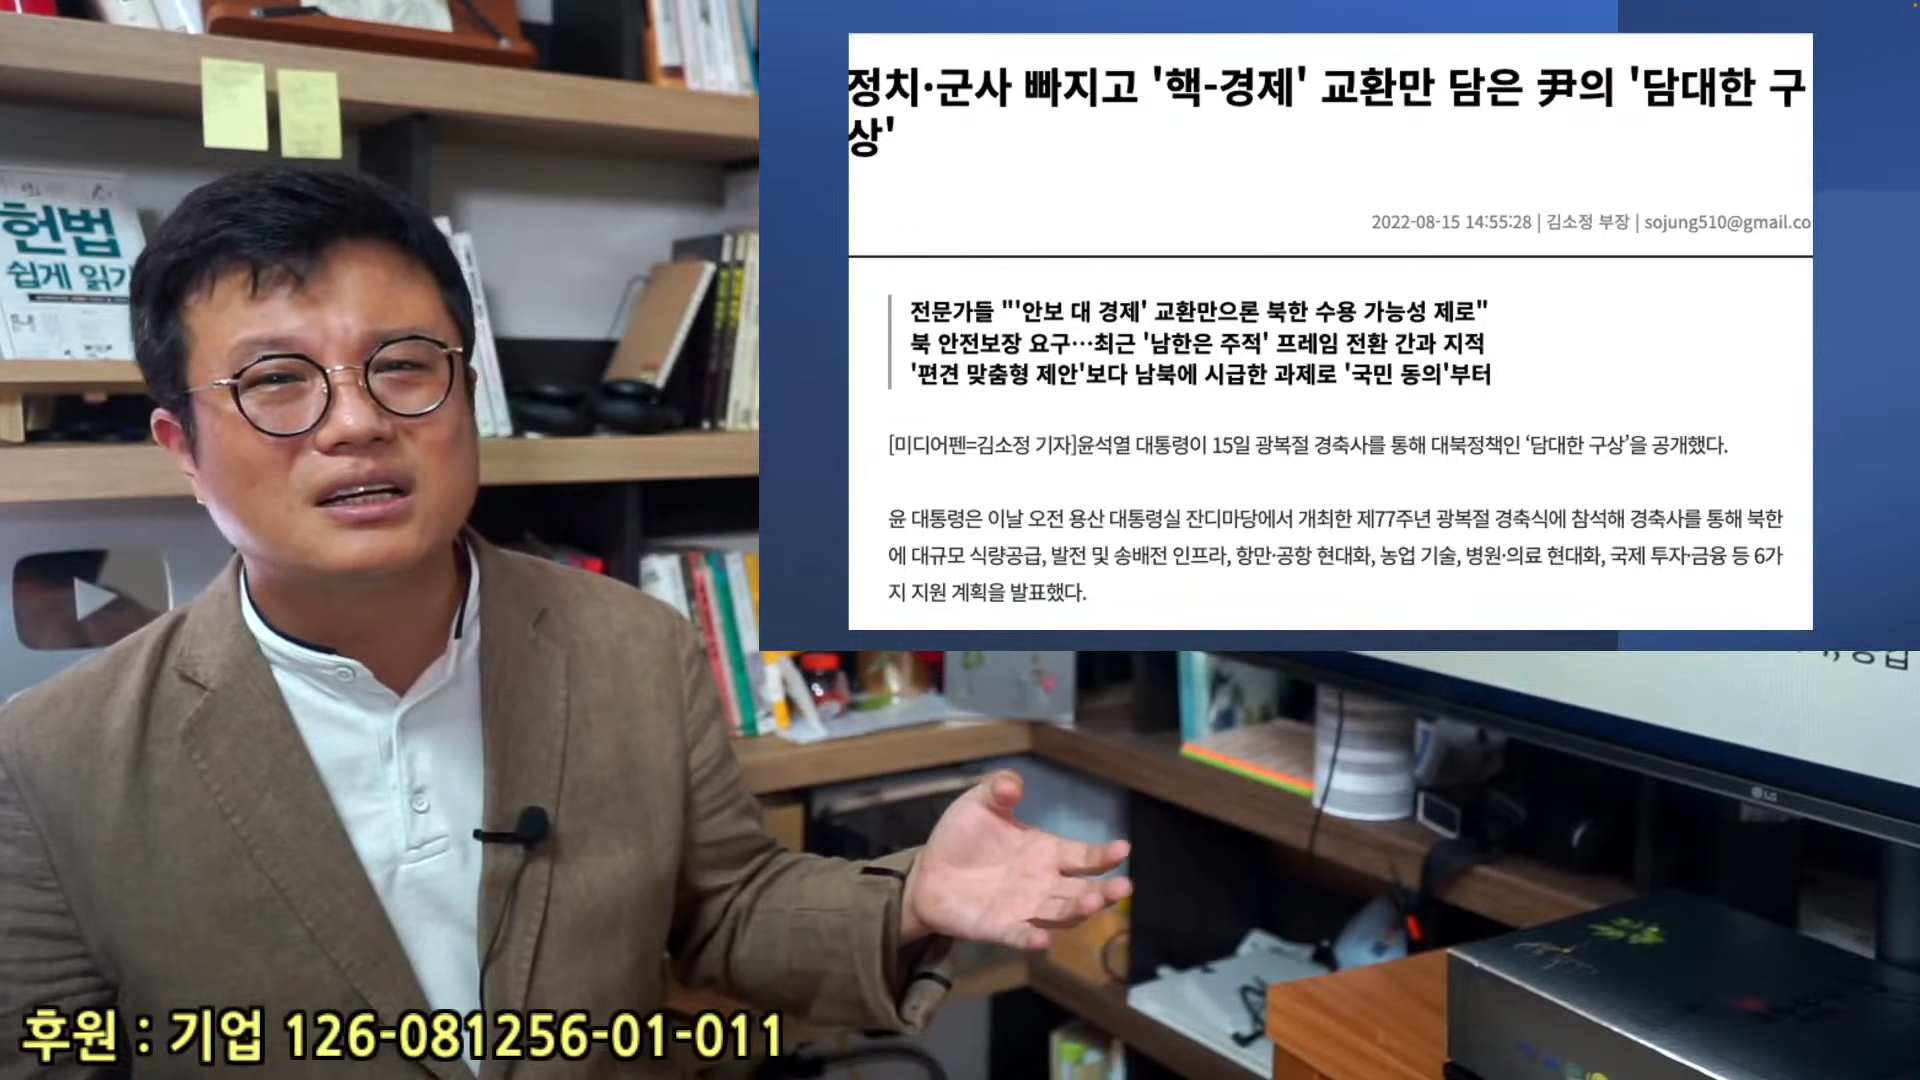 정치·군사 빠지고 '핵-경제' 교환만 담은 尹의 '담대한 구
상'
2022-08-15 14:55:28 | 김소정 부장 | sojung510@gmail.co
전문가들 "'안보 대 경제' 교환만으론 북한 수용 가능성 제로"
북 안전보장 요구…최근 '남한은 주적' 프레임 전환 간과 지적
'편견 맞춤형 제안'보다 남북에 시급한 과제로 '국민 동의'부터
[미디어펜=김소정 기자]윤석열 대통령이 15일 광복절 경축사를 통해 대북정책인 ‘담대한 구상’을 공개했다.
윤 대통령은 이날 오전 용산 대통령실 잔디마당에서 개최한 제77주년 광복절 경축식에 참석해 경축사를 통해 북한
에 대규모 식량공급, 발전 및 송배전 인프라, 항만·공항 현대화, 농업 기술, 병원·의료 현대화, 국제 투자·금융 등 6가
지 지원 계획을 발표했다.
헌법
쉽게 읽기
LG
후원 : 기업 126-081256-01-011